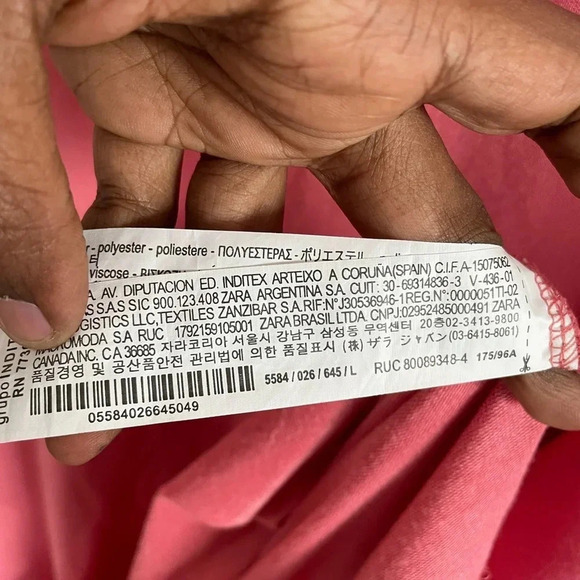 - polyester - poliestere - ΠΟΛΥΕΣΤΕΡΑΣ - ポリエステル
viscose -
AV. DIPUTACION ED. INDITEX ARTEIXO A CORUÑA(SPAIN) C.I.F.A-15075062
S.A.S SIC 900.123.408 ZARA ARGENTINA S.A. CUIT: 30-69314836-3 V-436-01
LOGISTICS LLC,TEXTILES ZANZIBAR S.A.RIF:N°J30536946-1REG.N°:0000051TI-02
S.A RUC 1792159105001 ZARA BRASIL LTDA. CNPJ:02952485000491 ZARA
CANADA INC. CA 36685 자라코리아 서울시 강남구 삼성동 무역센터 20층02-3413-9800
품질경영 및 공산품안전 관리법에 의한 품질표시 (株) ザラ ジャパン(03-6415-8061)
5584 / 026 / 645 / L RUC 80089348-4 175/96A
05584026645049
grupo INDIT
RN 773